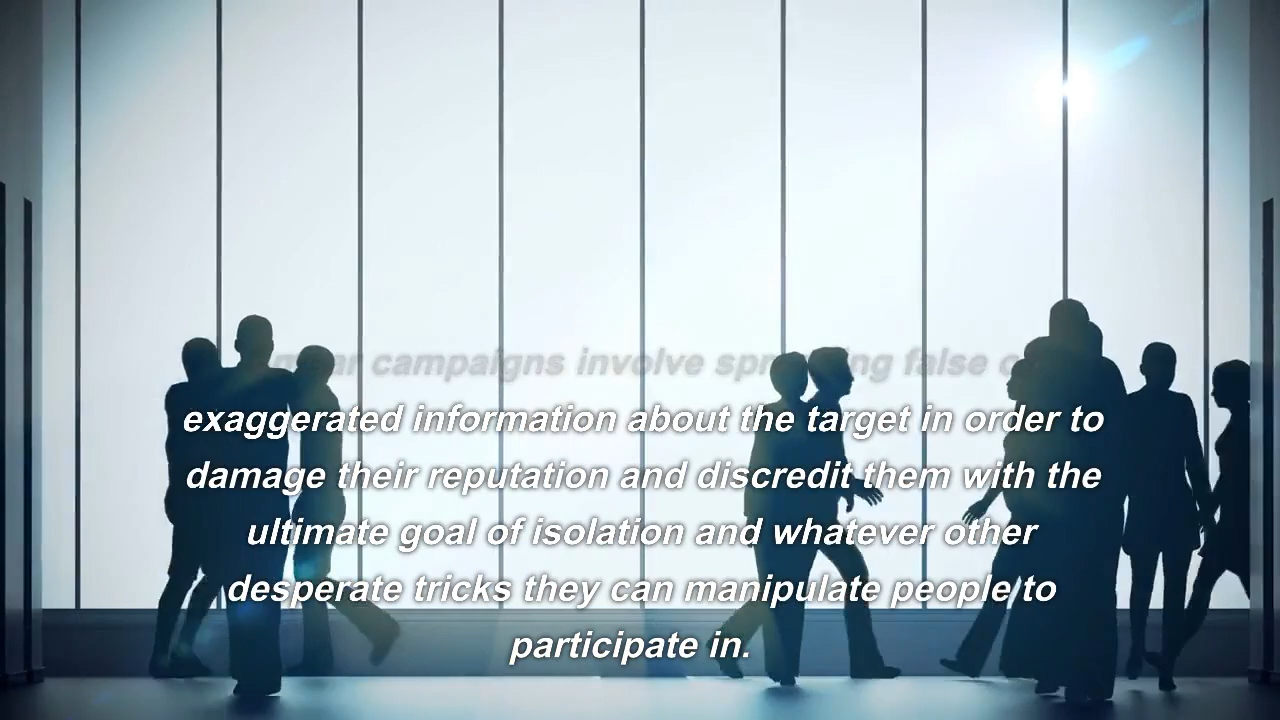 campaigns involve spreading false
exaggerated information about the target in order to
damage their reputation and discredit them with the
ultimate goal of isolation and whatever other
desperate tricks they can manipulate people to
participate in.